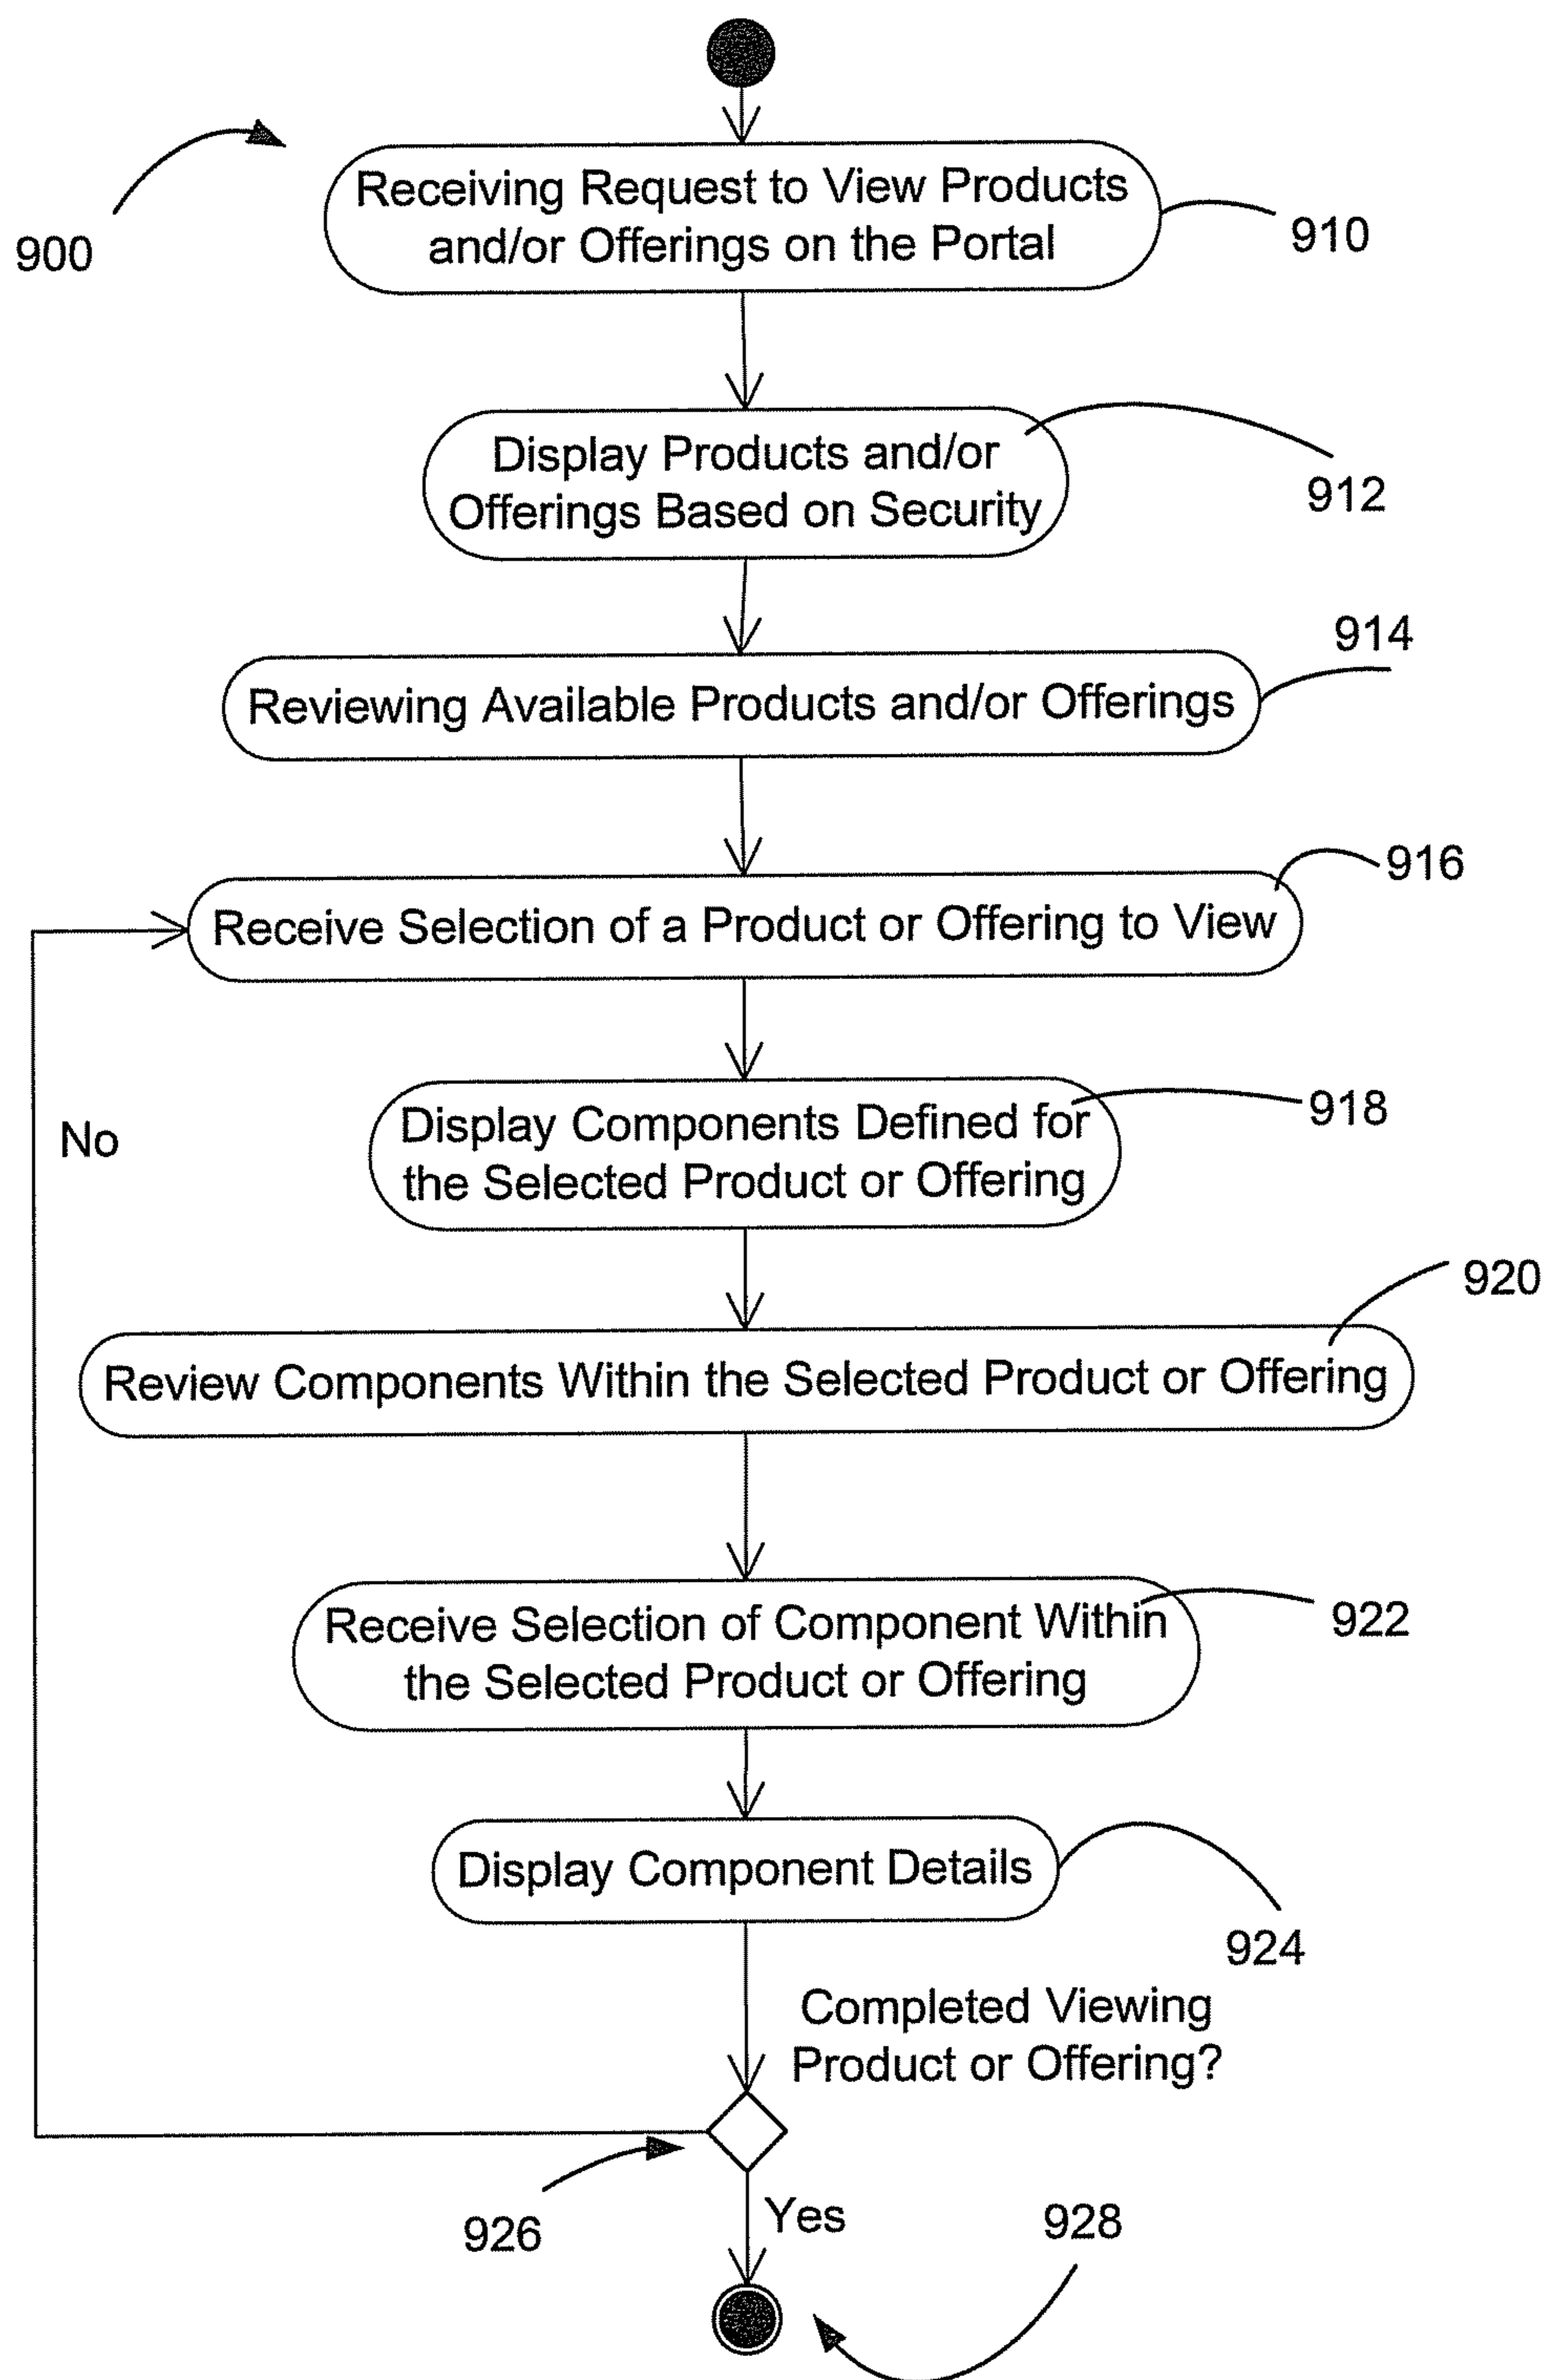 900
Receiving Request to View Products
and/or Offerings on the Portal
910
Display Products and/or
Offerings Based on Security
912
914
Reviewing Available Products and/or Offerings
916
Receive Selection of a Product or Offering to View
No
Display Components Defined for
the Selected Product or Offering
918
920
Review Components Within the Selected Product or Offering
Receive Selection of Component Within
the Selected Product or Offering
922
Display Component Details
924
Completed Viewing
Product or Offering?
926
Yes
928